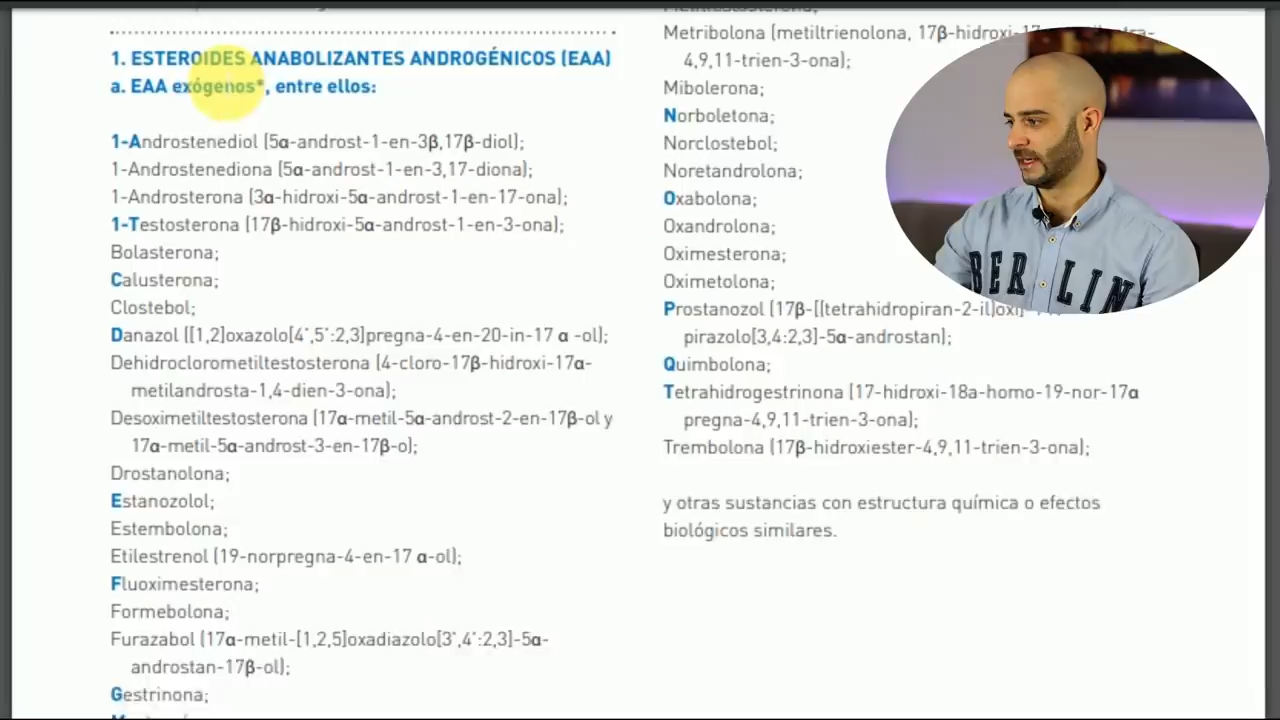 1. ESTEROIDES ANABOLIZANTES ANDROGÉNICOS (EAA)
a. EAA exógenos*, entre ellos:
1-Androstenediol (5α-androst-1-en-3β,17β-diol);
1-Androstenediona (5α-androst-1-en-3,17-diona);
1-Androsterona (3α-hidroxi-5α-androst-1-en-17-ona);
1-Testosterona (17β-hidroxi-5α-androst-1-en-3-ona);
Bolasterona;
Calusterona;
Clostebol;
Danazol ([1,2]oxazolo[4',5':2,3]pregna-4-en-20-in-17 α -ol);
Dehidroclorometiltestosterona (4-cloro-17β-hidroxi-17α-
metilandrosta-1,4-dien-3-ona);
Desoximetiltestosterona (17α-metil-5α-androst-2-en-17β-ol y
17α-metil-5α-androst-3-en-17β-o);
Drostanolona;
Estanozolol;
Estembolona;
Etilestrenol (19-norpregna-4-en-17 α-ol);
Fluoximesterona;
Formebolona;
Furazabol (17α-metil-[1,2,5]oxadiazolo[3',4':2,3]-5α-
androstan-17β-ol);
Gestrinona;
Metribolona (metiltrienolona, 17β-hidroxi-
4,9,11-trien-3-ona);
Mibolerona;
Norboletona;
Norclostebol;
Noretandrolona;
Oxabolona;
Oxandrolona;
Oximesterona;
Oximetolona;
Prostanozol (17β-[(tetrahidropiran-2-il)oxi]
pirazolo[3,4:2,3]-5α-androstan);
Quimbolona;
Tetrahidrogestrinona (17-hidroxi-18a-homo-19-nor-17α
pregna-4,9,11-trien-3-ona);
Trembolona (17β-hidroxiester-4,9,11-trien-3-ona);
y otras sustancias con estructura química o efectos
biológicos similares.
BERLIN